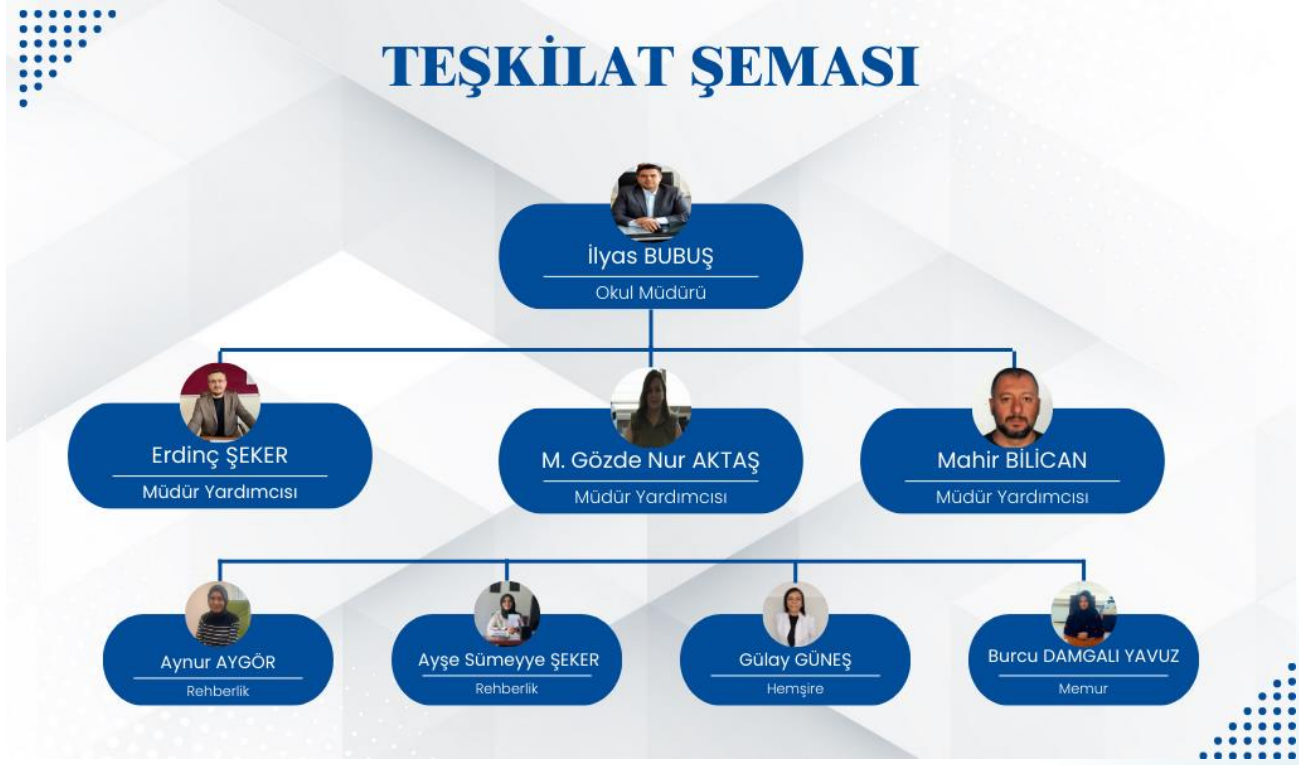 TEŞKİLAT ŞEMASI
İlyas BUBUŞ
Okul Müdürü
Erdinç ŞEKER
Müdür Yardımcısı
M. Gözde Nur AKTAŞ
Müdür Yardımcısı
Mahir BİLİCAN
Müdür Yardımcısı
Aynur AYGÖR
Rehberlik
Ayşe Sümeyye ŞEKER
Rehberlik
Gülay GÜNEŞ
Hemşire
Burcu DAMGALI YAVUZ
Memur